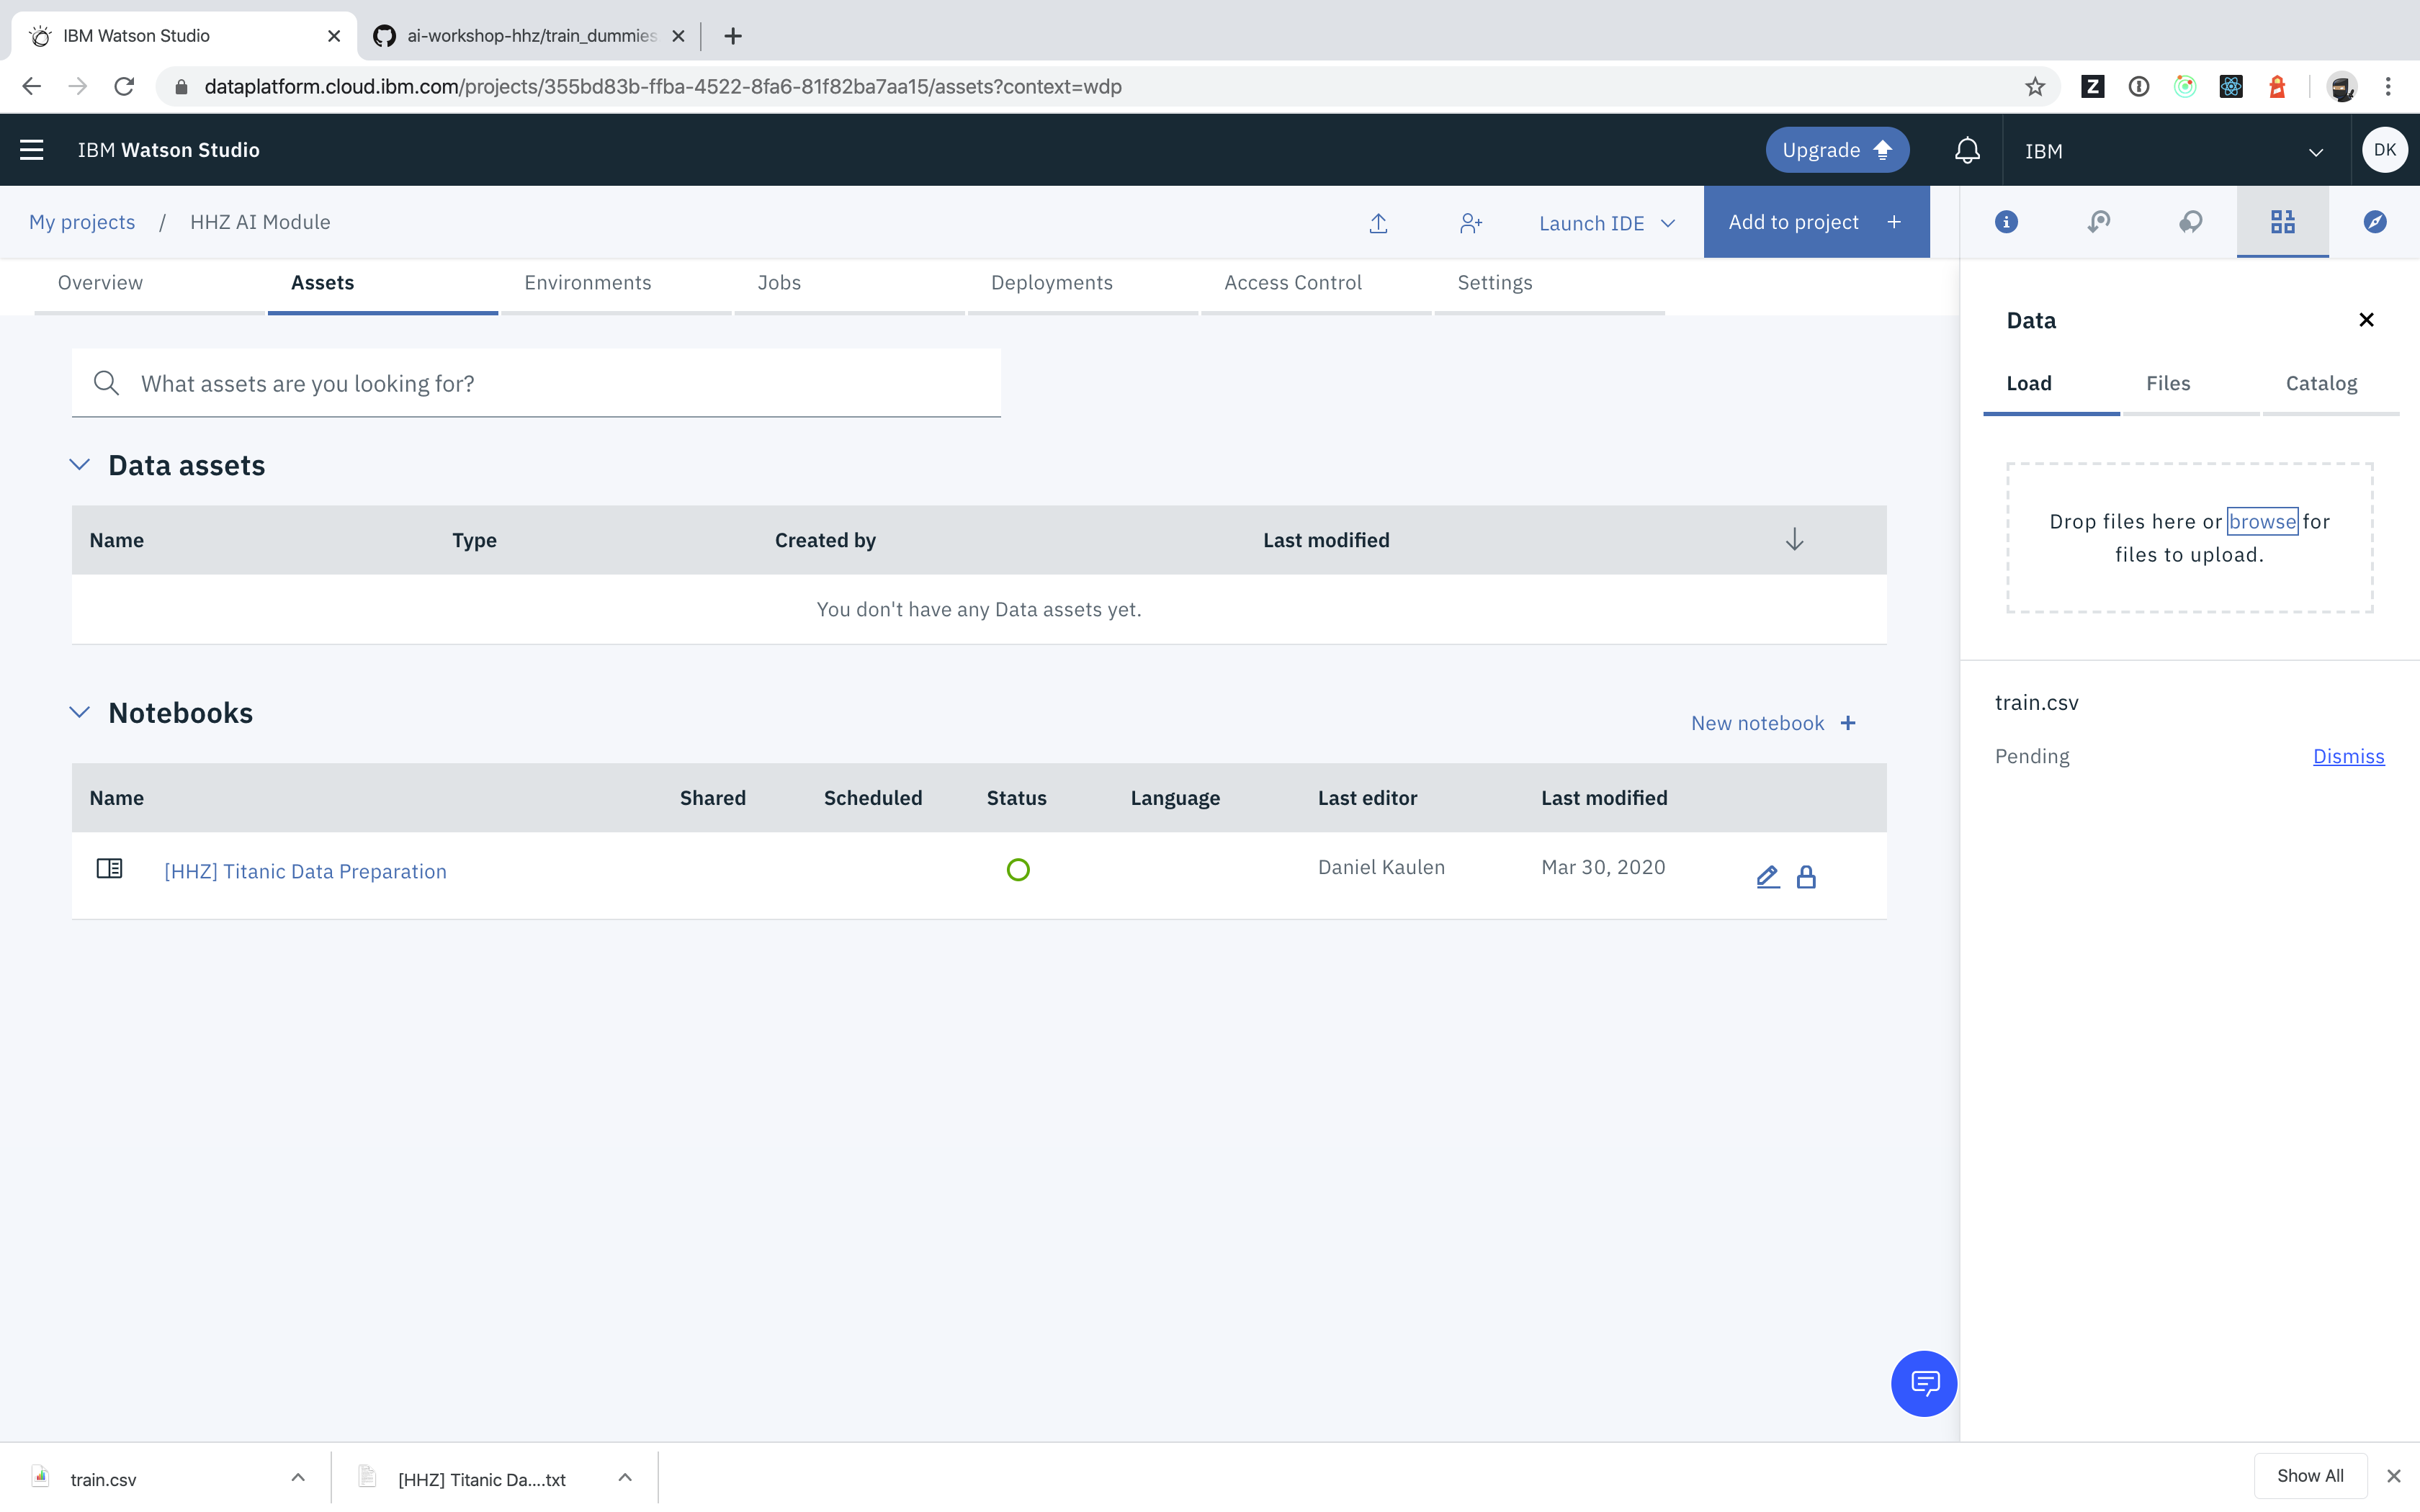 IBM Watson Studio
ai-workshop-hhz/train_dummies
dataplatform.cloud.ibm.com/projects/355bd83b-ffba-4522-8fa6-81f82ba7aa15/assets?context=wdp
IBM Watson Studio
Upgrade
IBM
DK
My projects / HHZ AI Module
Launch IDE
Add to project +
Overview
Assets
Environments
Jobs
Deployments
Access Control
Settings
Data
Load
Files
Catalog
Drop files here or browse for
files to upload.
train.csv
Pending
Dismiss
What assets are you looking for?
Data assets
Name Type Created by Last modified
You don't have any Data assets yet.
Notebooks
New notebook +
Name Shared Scheduled Status Language Last editor Last modified
[HHZ] Titanic Data Preparation Daniel Kaulen Mar 30, 2020
train.csv
[HHZ] Titanic Da....txt
Show All